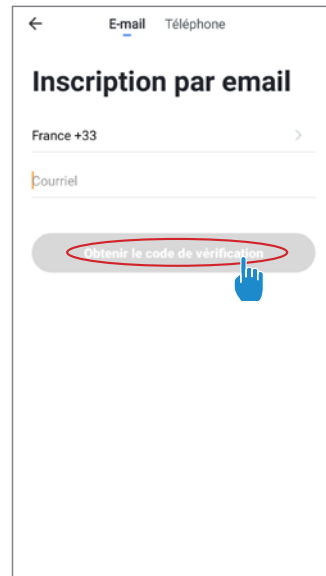 E-mail Téléphone
Inscription par email
France +33
Courriel
Obtenir le code de vérification